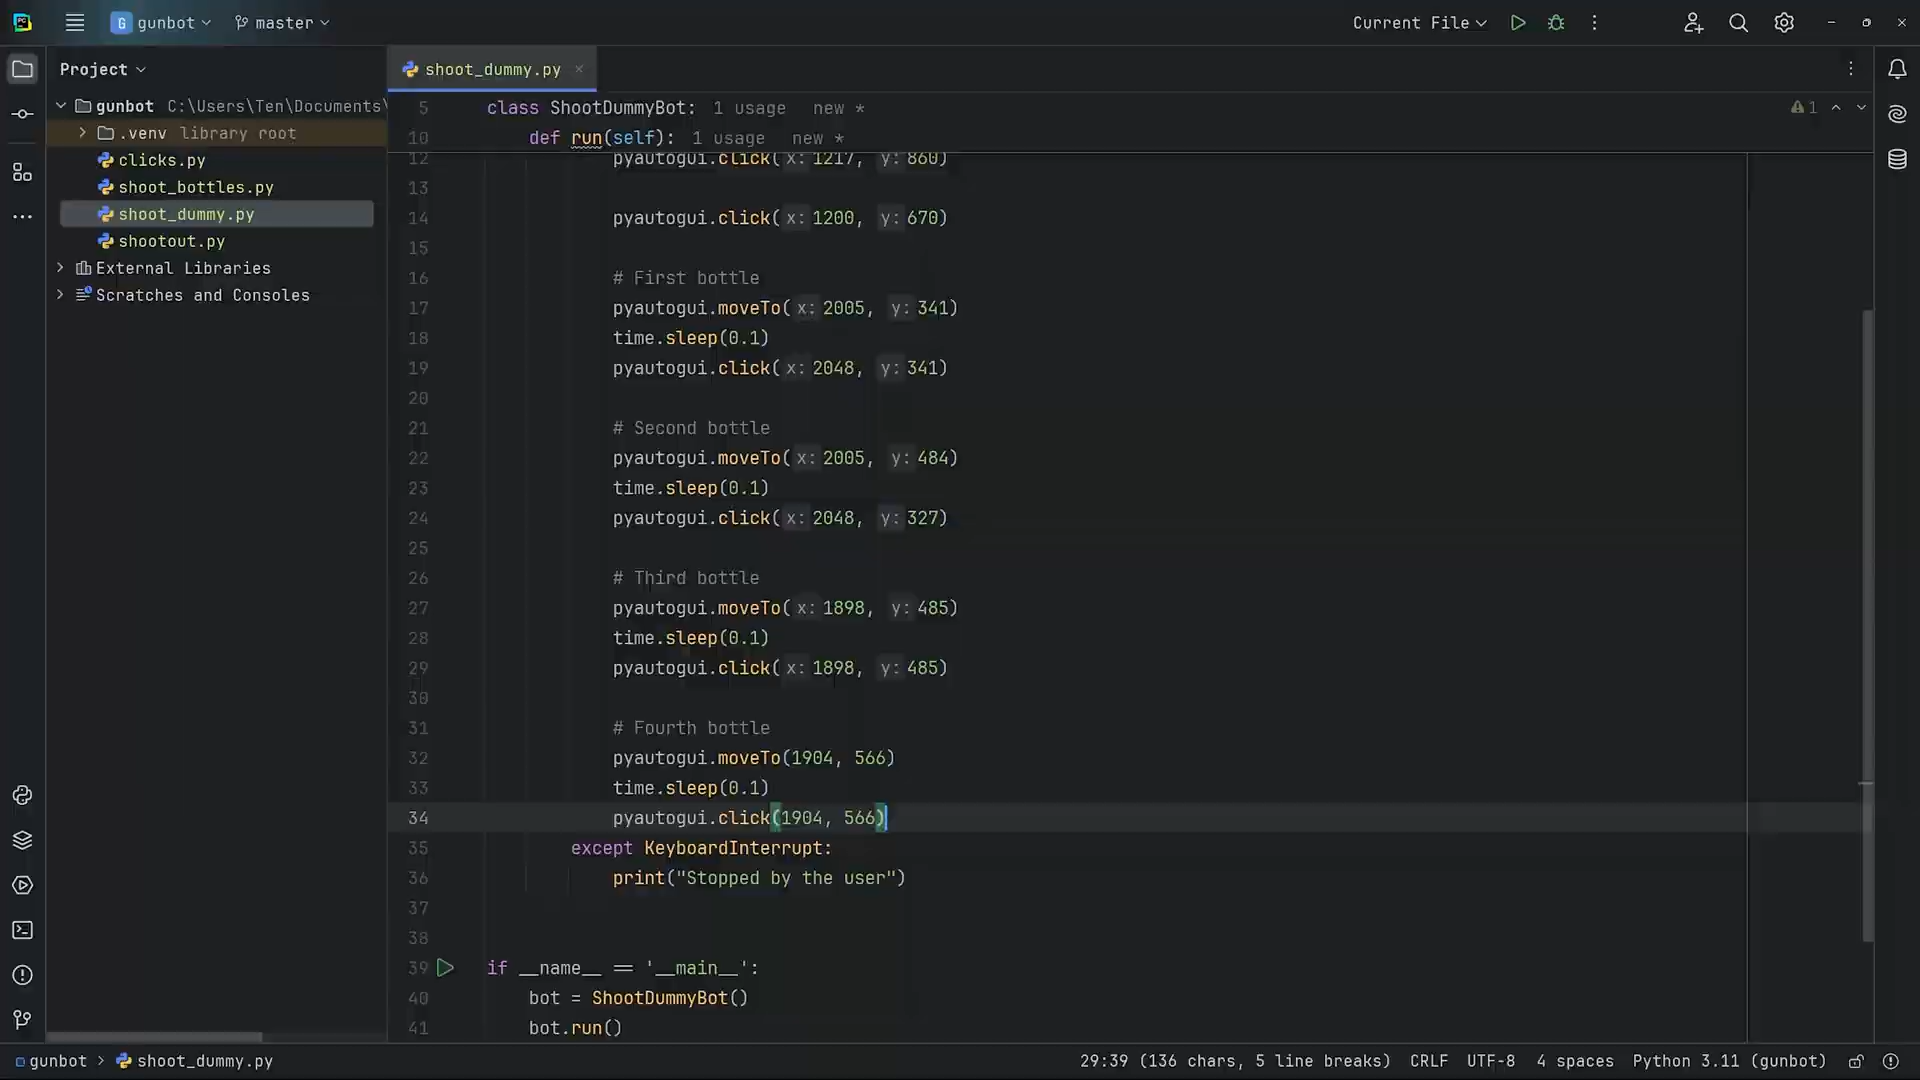 PC
G gunbot
master
Current File
Project
shoot_dummy.py
gunbot C:\Users\Ten\Documents\
.venv library root
clicks.py
shoot_bottles.py
shoot_dummy.py
shootout.py
External Libraries
Scratches and Consoles
5 class ShootDummyBot: 1 usage new *
1
10 def run(self): 1 usage new *
12 pyautogui.click( x: 1217, y: 860)
13
14 pyautogui.click( x: 1200, y: 670)
15
16 # First bottle
17 pyautogui.moveTo( x: 2005, y: 341)
18 time.sleep(0.1)
19 pyautogui.click( x: 2048, y: 341)
20
21 # Second bottle
22 pyautogui.moveTo( x: 2005, y: 484)
23 time.sleep(0.1)
24 pyautogui.click( x: 2048, y: 327)
25
26 # Third bottle
27 pyautogui.moveTo( x: 1898, y: 485)
28 time.sleep(0.1)
29 pyautogui.click( x: 1898, y: 485)
30
31 # Fourth bottle
32 pyautogui.moveTo(1904, 566)
33 time.sleep(0.1)
34 pyautogui.click(1904, 566)
35 except KeyboardInterrupt:
36 print("Stopped by the user")
37
38
39 if __name__ == '__main__':
40 bot = ShootDummyBot()
41 bot.run()
gunbot > shoot_dummy.py
29:39 (136 chars, 5 line breaks) CRLF UTF-8 4 spaces Python 3.11 (gunbot)